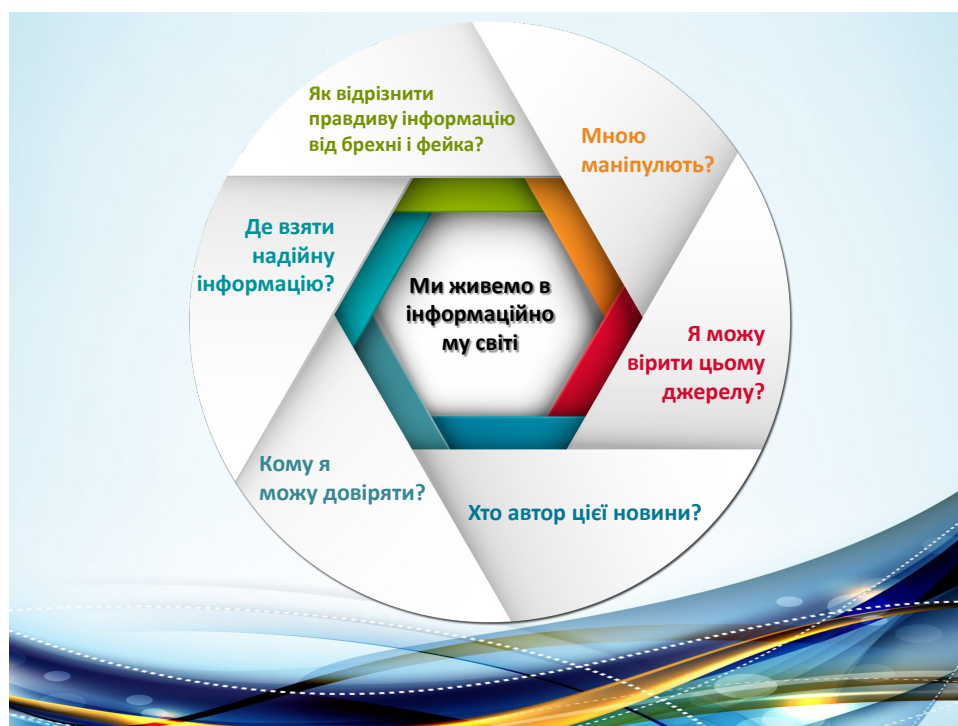 Як відрізнити
правдиву інформацію
від брехні і фейка?
Мною
маніпулють?
Де взяти
надійну
інформацію?
Ми живемо в
інформаційно
му світі
Я можу
вірити цьому
джерелу?
Кому я
можу довіряти?
Хто автор цієї новини?